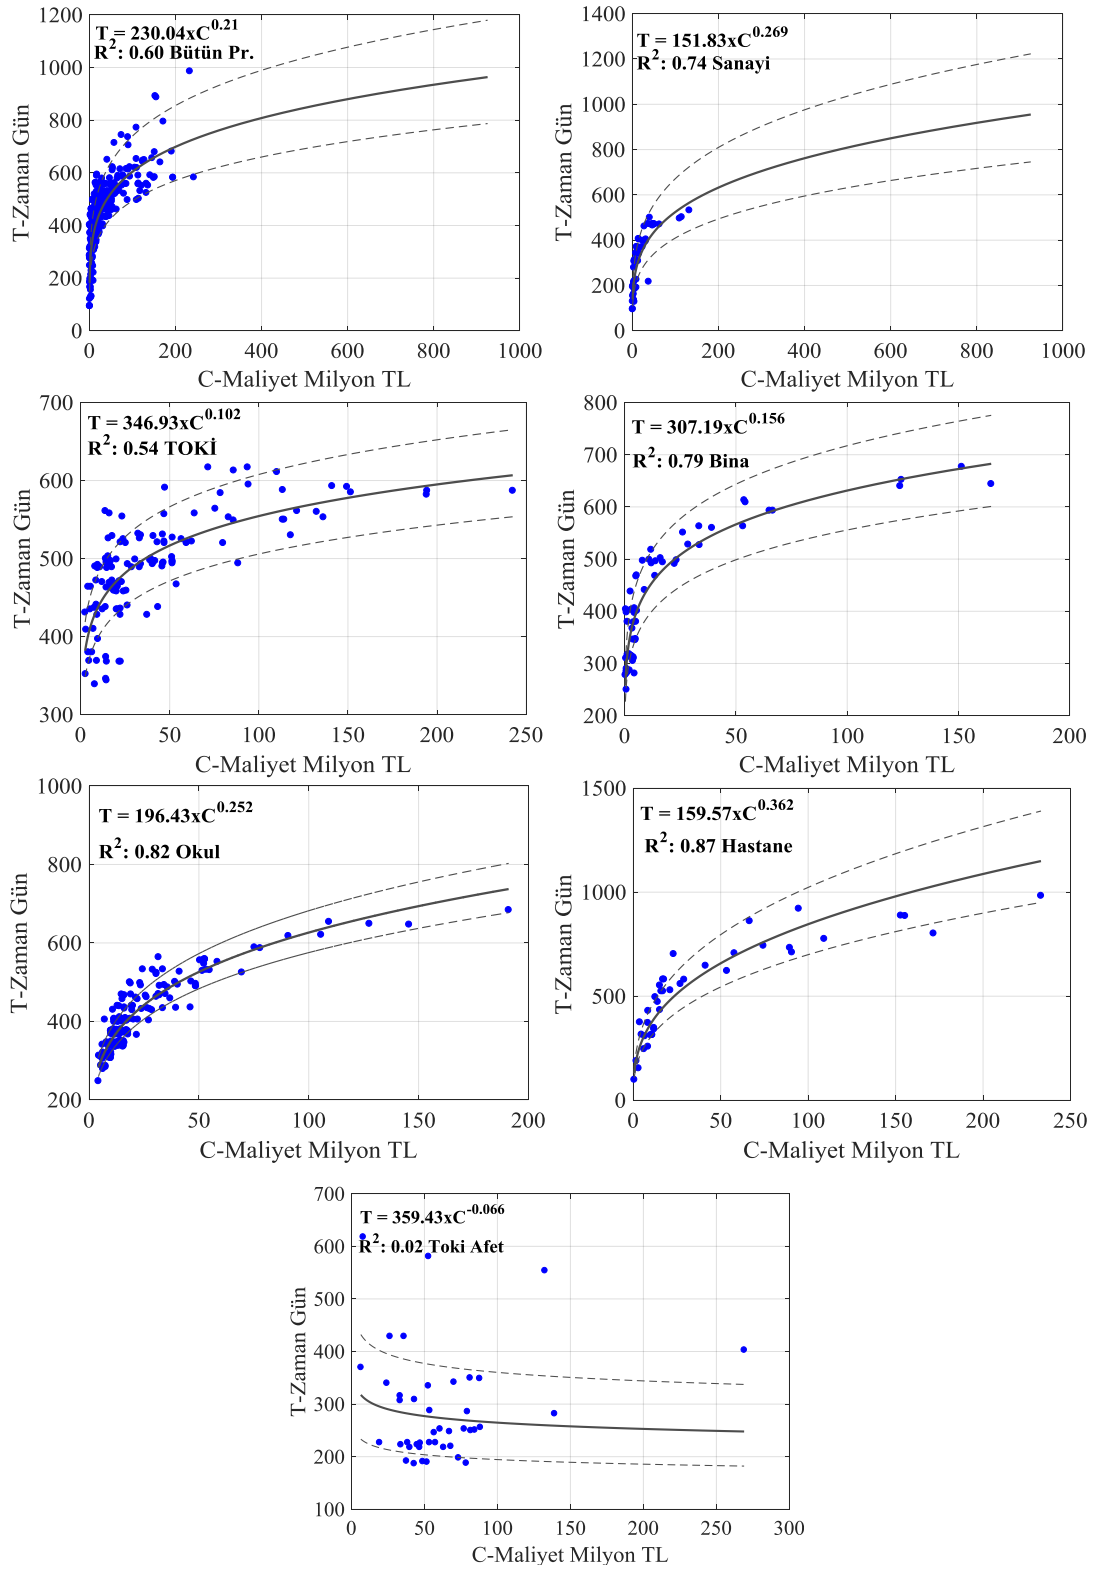 T = 230.04xC^0.21
R²: 0.60 Bütün Pr.
1200
1000
800
600
400
200
0
T-Zaman Gün
0 200 400 600 800 1000
C-Maliyet Milyon TL
T = 151.83xC^0.269
R²: 0.74 Sanayi
1400
1200
1000
800
600
400
200
0
T-Zaman Gün
0 200 400 600 800 1000
C-Maliyet Milyon TL
T = 346.93xC^0.102
R²: 0.54 TOKİ
700
600
500
400
300
T-Zaman Gün
0 50 100 150 200 250
C-Maliyet Milyon TL
T = 307.19xC^0.156
R²: 0.79 Bina
800
700
600
500
400
300
200
T-Zaman Gün
0 50 100 150 200
C-Maliyet Milyon TL
T = 196.43xC^0.252
R²: 0.82 Okul
1000
800
600
400
200
T-Zaman Gün
0 50 100 150 200
C-Maliyet Milyon TL
T = 159.57xC^0.362
R²: 0.87 Hastane
1500
1000
500
0
T-Zaman Gün
0 50 100 150 200 250
C-Maliyet Milyon TL
T = 359.43xC^-0.066
R²: 0.02 Toki Afet
700
600
500
400
300
200
100
T-Zaman Gün
0 50 100 150 200 250 300
C-Maliyet Milyon TL